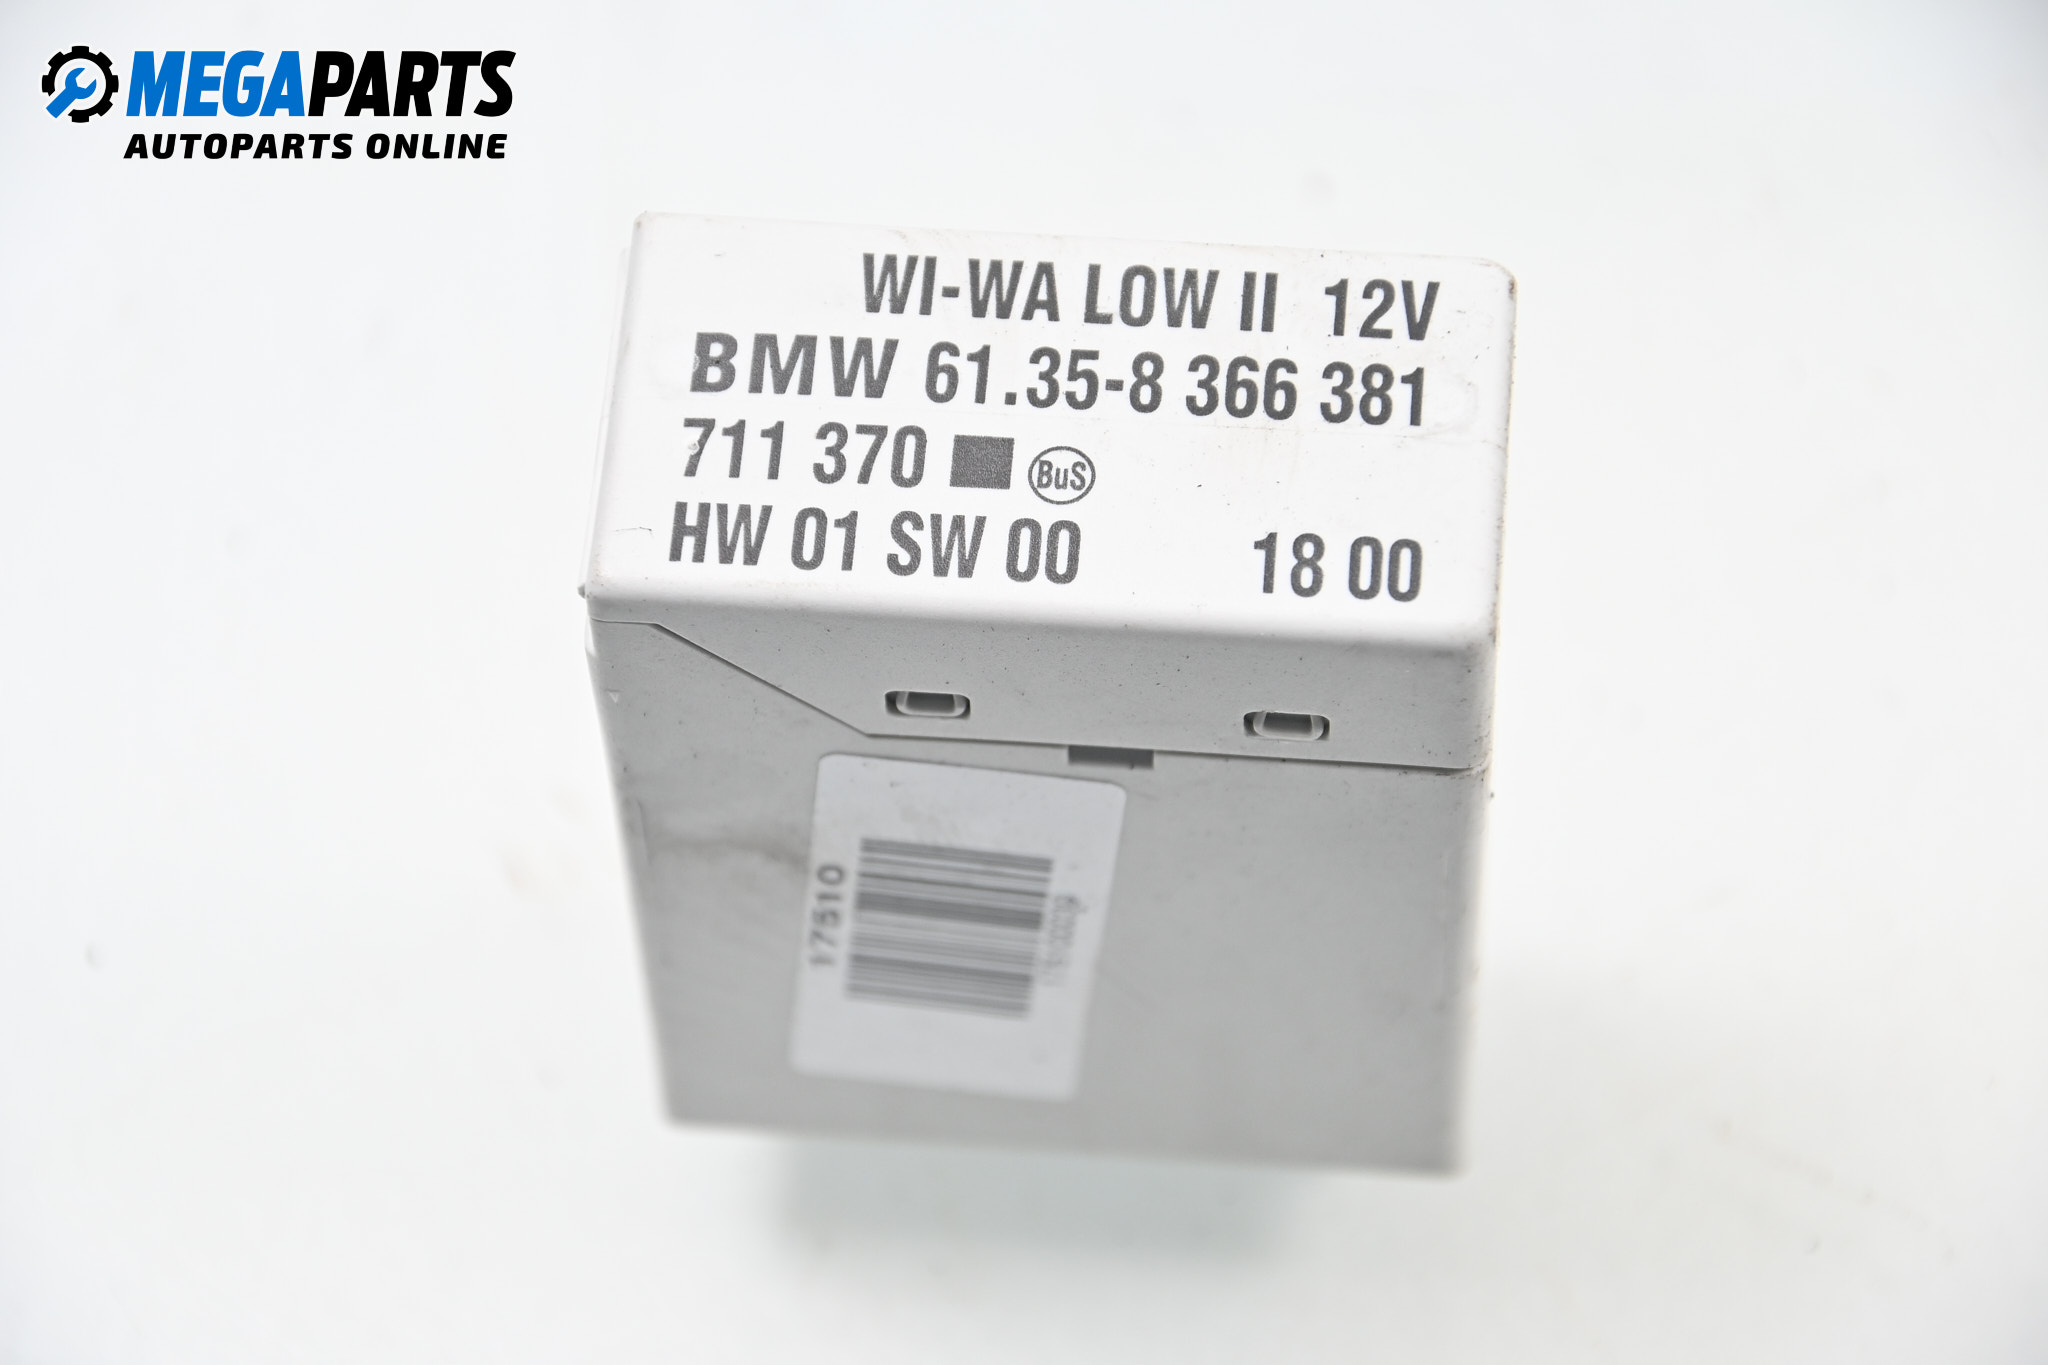 MEGAPARTS
AUTOPARTS ONLINE
WI-WA LOW II 12V
BMW 61.35-8 366 381
711 370 BuS
HW 01 SW 00 18 00
17510